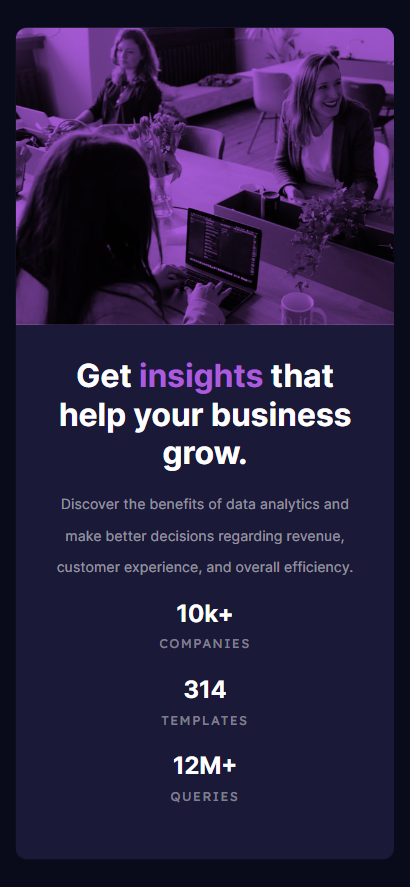 Get insights that
help your business
grow.
Discover the benefits of data analytics and
make better decisions regarding revenue,
customer experience, and overall efficiency.
10k+
COMPANIES
314
TEMPLATES
12M+
QUERIES